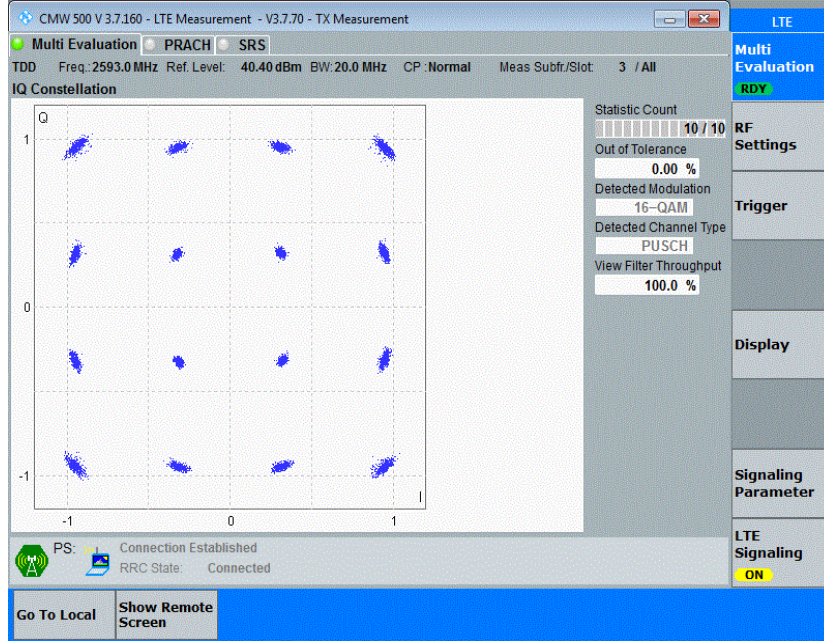 CMW 500 V 3.7.160 - LTE Measurement - V3.7.70 - TX Measurement
LTE
Multi Evaluation PRACH SRS
Multi
Evaluation
RDY
TDD Freq.:2593.0 MHz Ref. Level: 40.40 dBm BW:20.0 MHz CP :Normal Meas Subfr./Slot: 3 / All
IQ Constellation
Q
1
0
-1
I
-1 0 1
Statistic Count
10 / 10
Out of Tolerance
0.00 %
Detected Modulation
16-QAM
Detected Channel Type
PUSCH
View Filter Throughput
100.0 %
RF
Settings
Trigger
Display
Signaling
Parameter
LTE
Signaling
ON
PS: Connection Established
RRC State: Connected
Go To Local
Show Remote
Screen